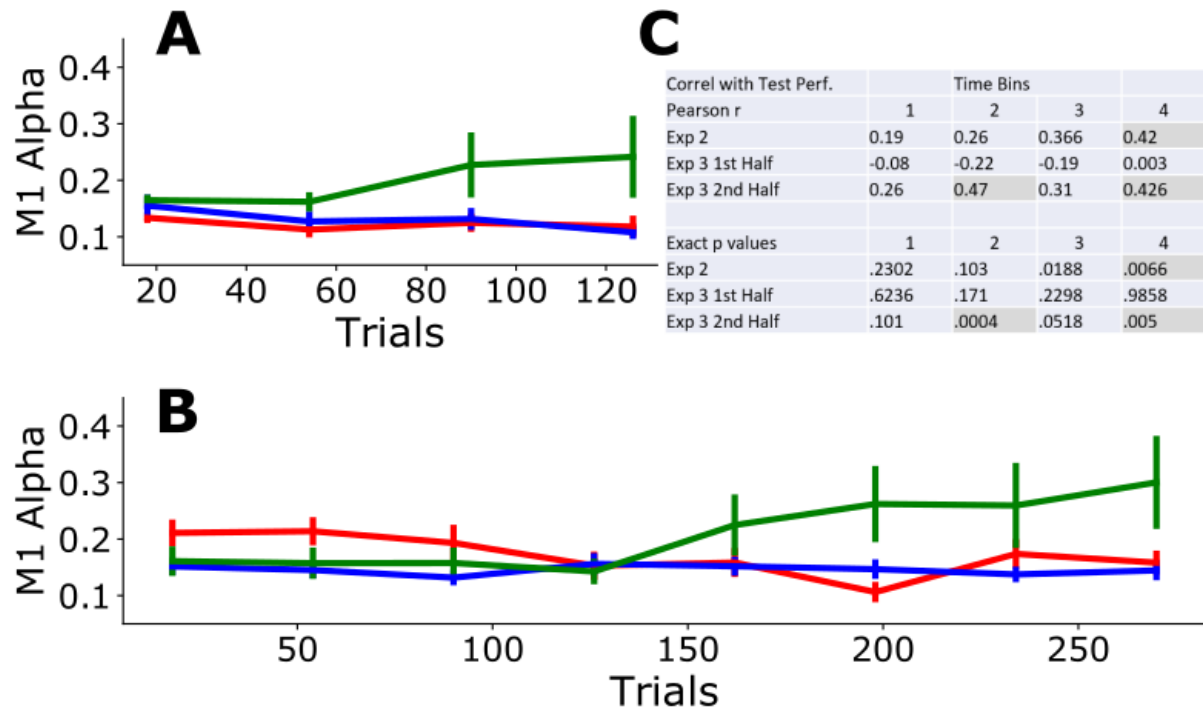 A
M1 Alpha
0.4
0.3
0.2
0.1
20 40 60 80 100 120
Trials
C
Correl with Test Perf. Time Bins
Pearson r 1 2 3 4
Exp 2 0.19 0.26 0.366 0.42
Exp 3 1st Half -0.08 -0.22 -0.19 0.003
Exp 3 2nd Half 0.26 0.47 0.31 0.426
Exact p values 1 2 3 4
Exp 2 .2302 .103 .0188 .0066
Exp 3 1st Half .6236 .171 .2298 .9858
Exp 3 2nd Half .101 .0004 .0518 .005
B
M1 Alpha
0.4
0.3
0.2
0.1
50 100 150 200 250
Trials